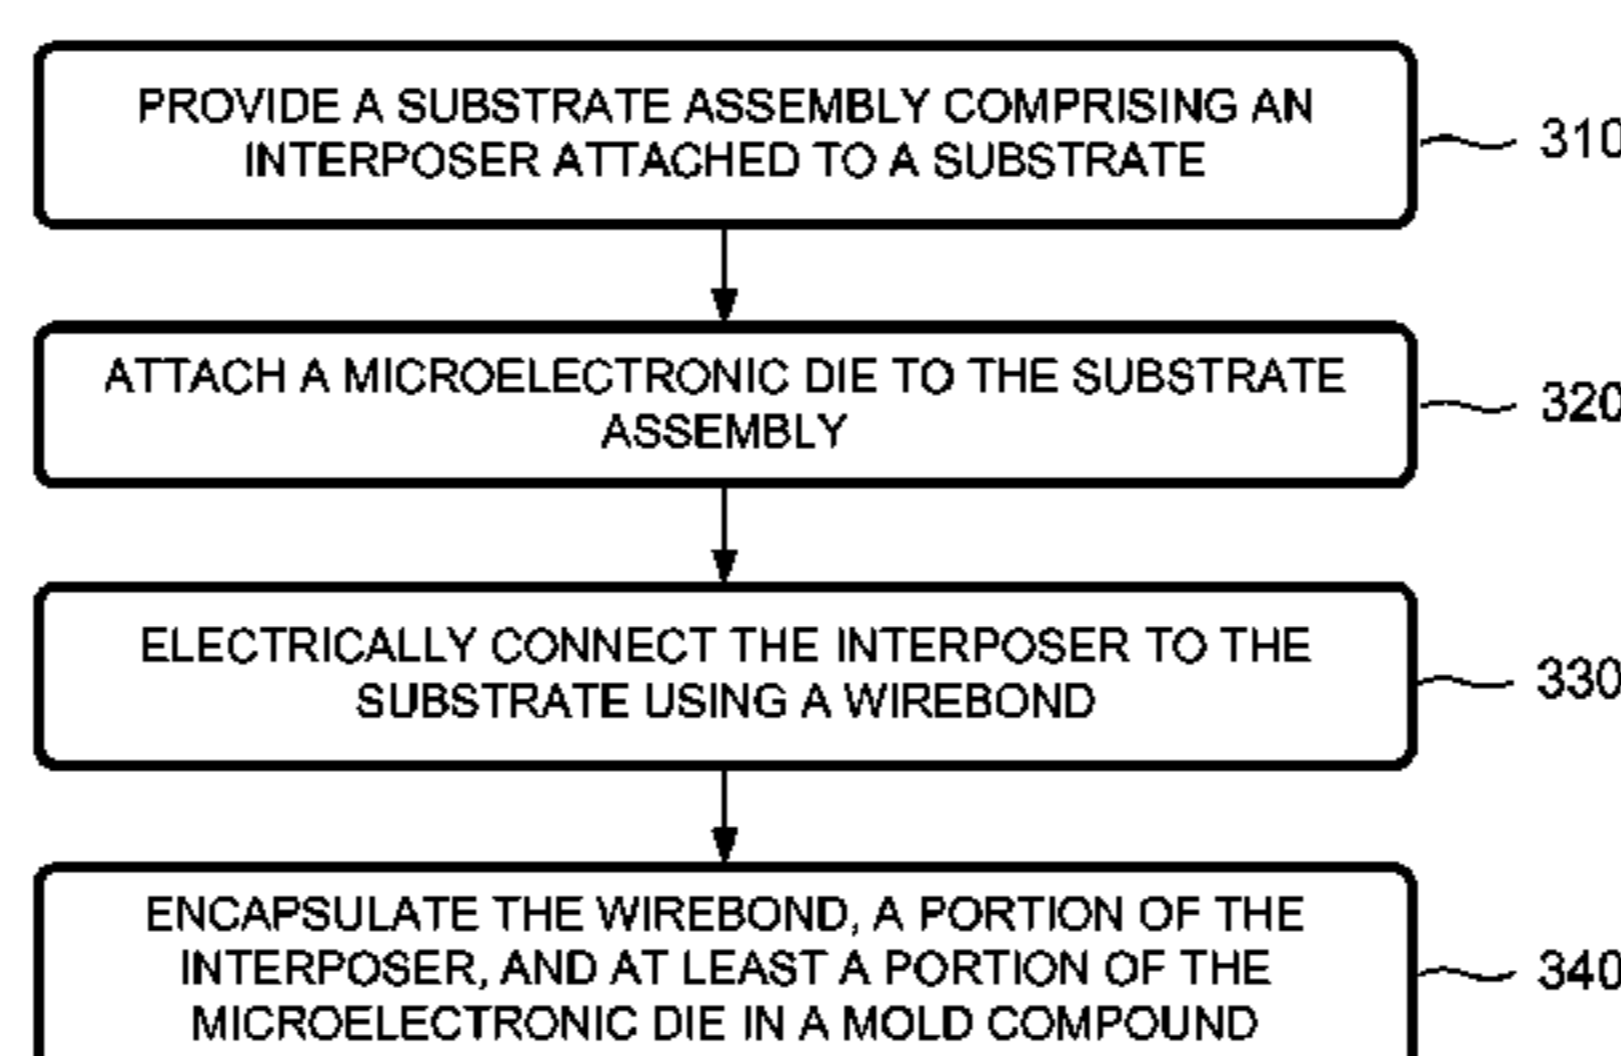 PROVIDE A SUBSTRATE ASSEMBLY COMPRISING AN
INTERPOSER ATTACHED TO A SUBSTRATE
310
ATTACH A MICROELECTRONIC DIE TO THE SUBSTRATE
ASSEMBLY
320
ELECTRICALLY CONNECT THE INTERPOSER TO THE
SUBSTRATE USING A WIREBOND
330
ENCAPSULATE THE WIREBOND, A PORTION OF THE
INTERPOSER, AND AT LEAST A PORTION OF THE
MICROELECTRONIC DIE IN A MOLD COMPOUND
340